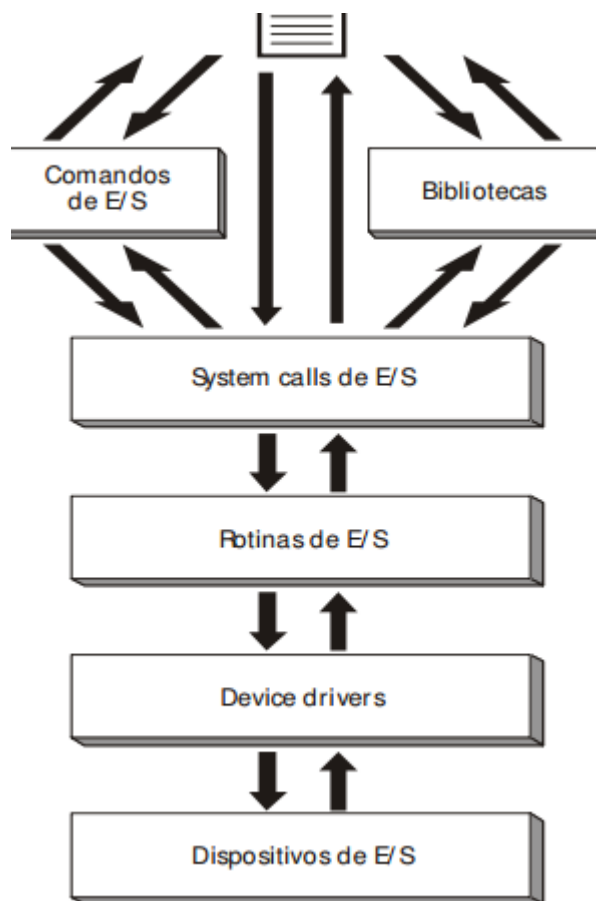 Comandos
de E/S
Bibliotecas
System calls de E/S
Rotinas de E/S
Device drivers
Dispositivos de E/S